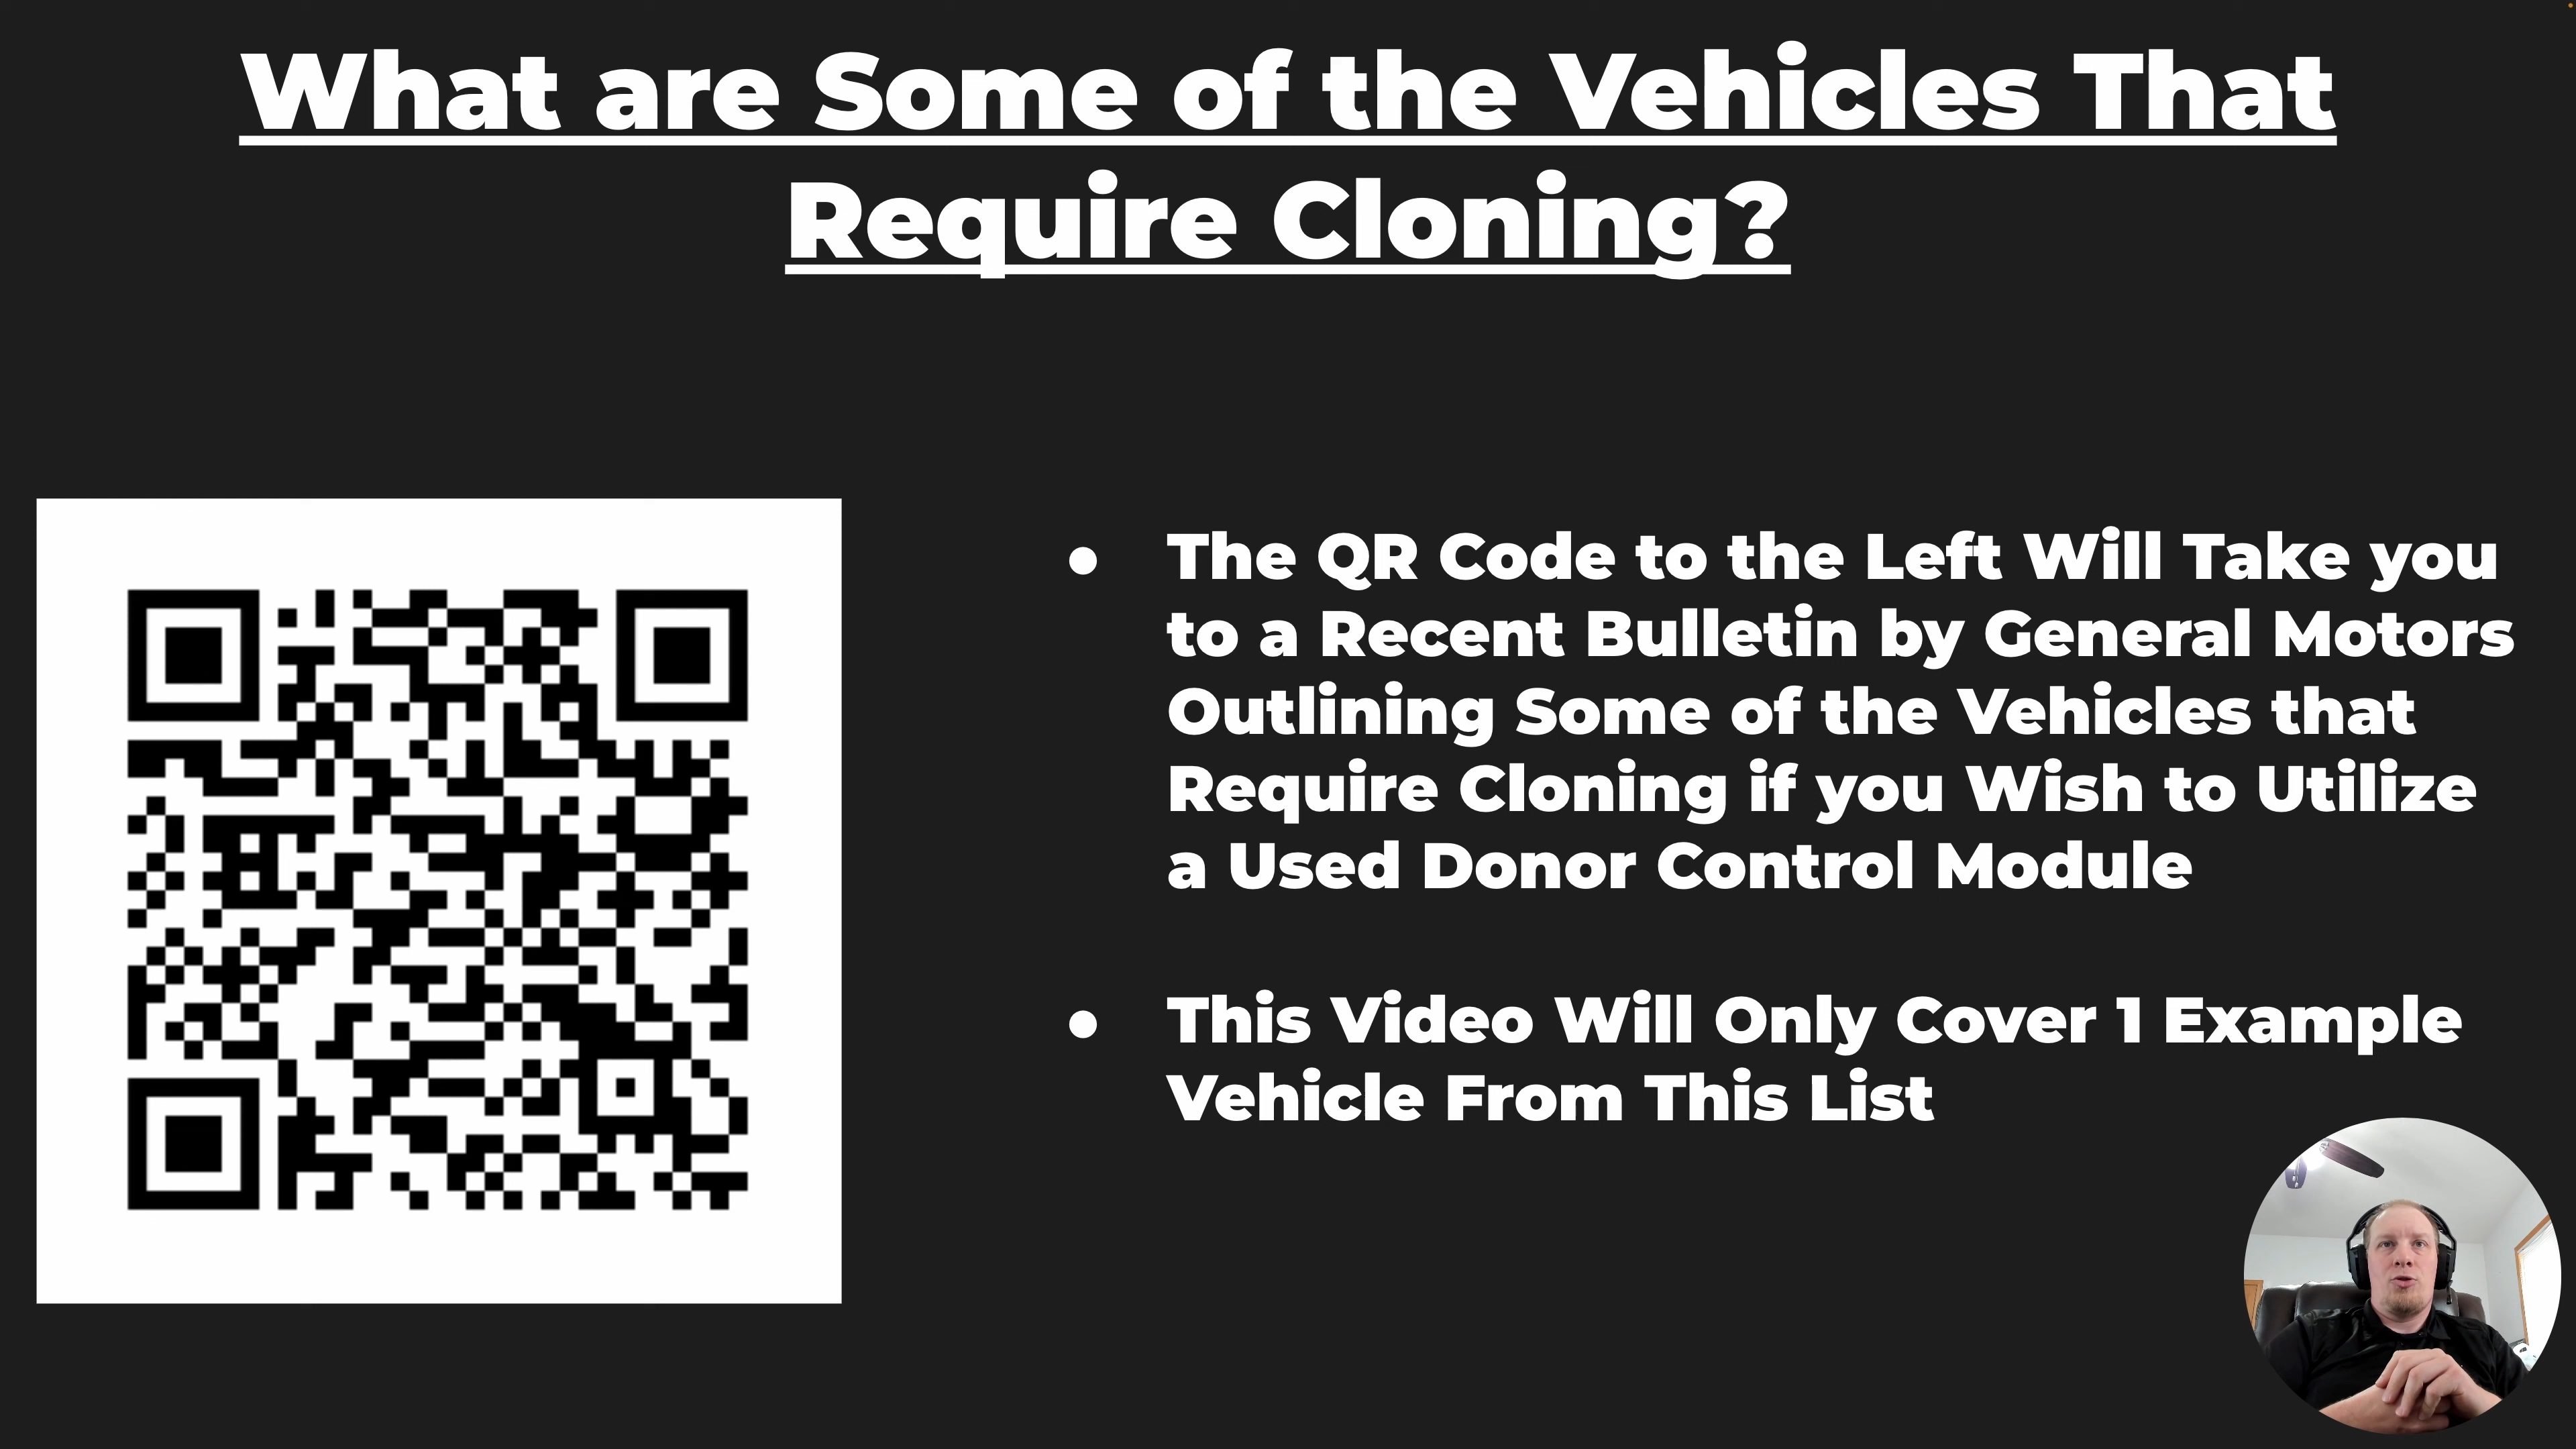 What are Some of the Vehicles That
Require Cloning?
● The QR Code to the Left Will Take you
to a Recent Bulletin by General Motors
Outlining Some of the Vehicles that
Require Cloning if you Wish to Utilize
a Used Donor Control Module
● This Video Will Only Cover 1 Example
Vehicle From This List